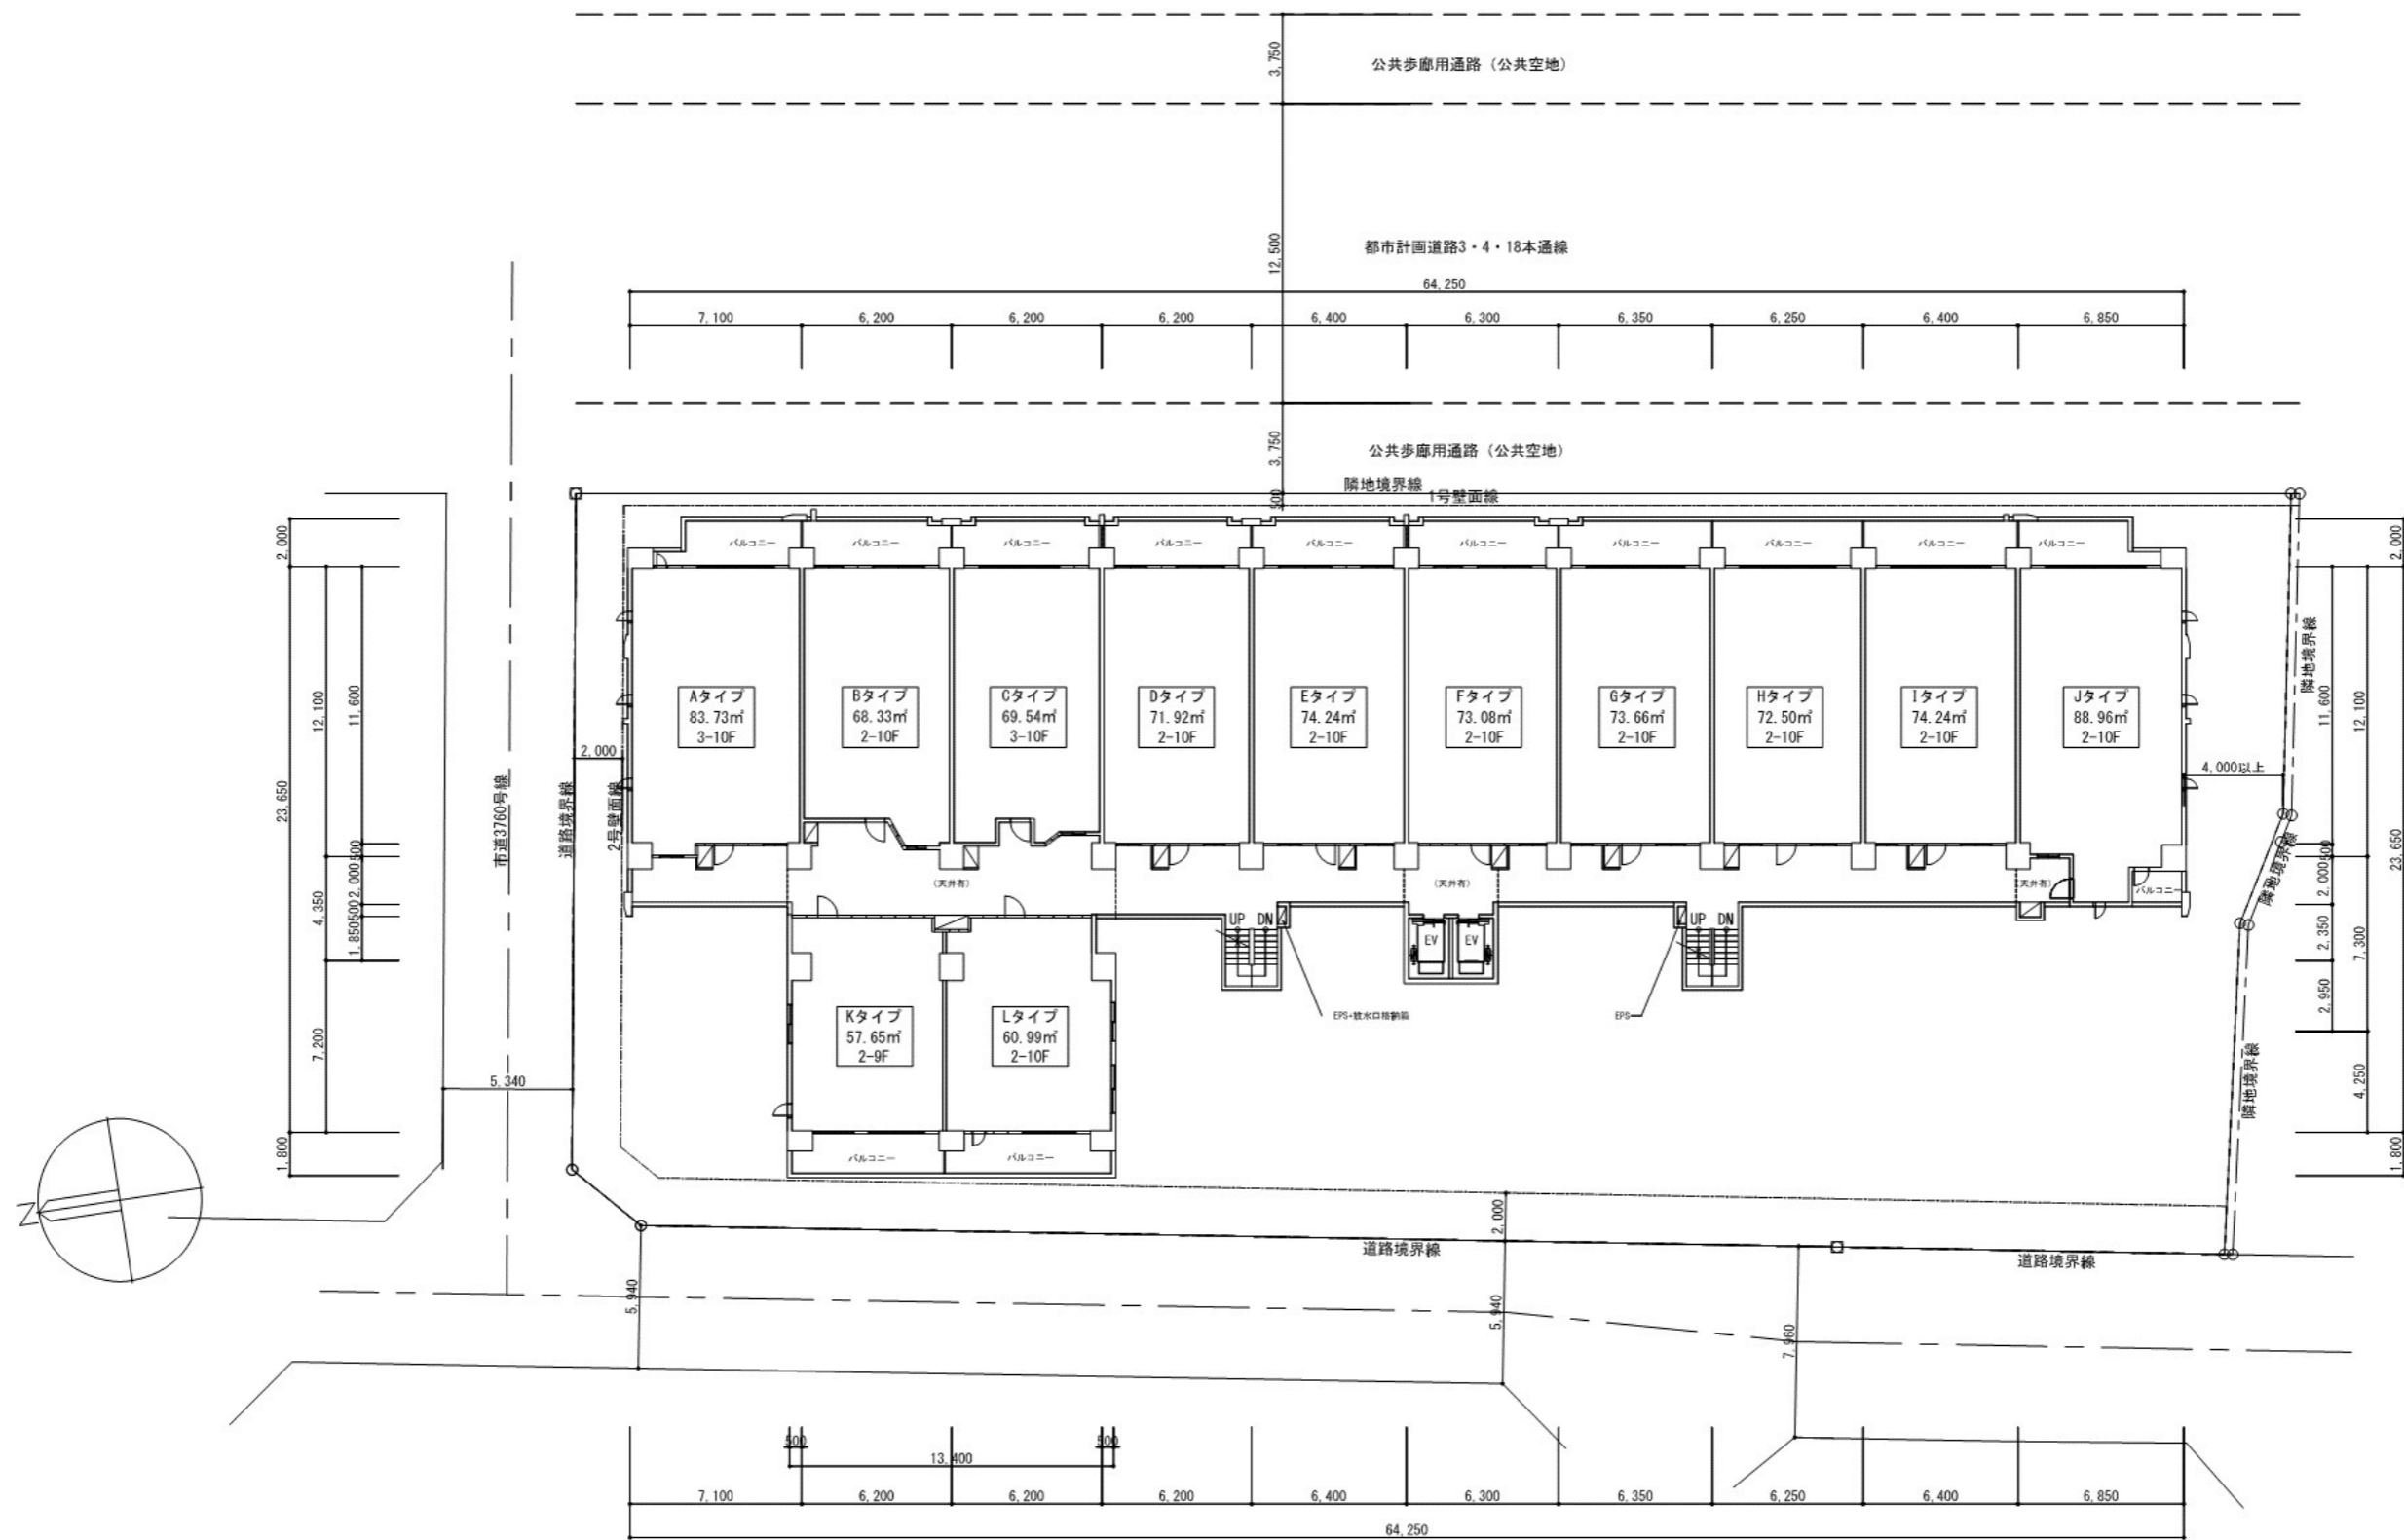 3,750
公共歩廊用通路（公共空地）
12,500
都市計画道路3・4・18本通線
64,250
7,100 6,200 6,200 6,200 6,400 6,300 6,350 6,250 6,400 6,850
3,750
公共歩廊用通路（公共空地）
隣地境界線
500
1号壁面線
バルコニー バルコニー バルコニー バルコニー バルコニー バルコニー バルコニー バルコニー バルコニー バルコニー
2,000
23,650
12,100
11,600
500
2,000
4,350
500
1,850
7,200
1,800
市道3760号線
道路境界線
2号壁面線
2,000
5,340
Aタイプ
83.73㎡
3-10F
Bタイプ
68.33㎡
2-10F
Cタイプ
69.54㎡
3-10F
Dタイプ
71.92㎡
2-10F
Eタイプ
74.24㎡
2-10F
Fタイプ
73.08㎡
2-10F
Gタイプ
73.66㎡
2-10F
Hタイプ
72.50㎡
2-10F
Iタイプ
74.24㎡
2-10F
Jタイプ
88.96㎡
2-10F
4,000以上
隣地境界線
隣地境界線
隣地境界線
2,000
11,600
12,100
23,650
500
2,000
2,350
7,300
2,950
4,250
1,800
（天井有）
（天井有）
（天井有）
バルコニー
UP DN
EV EV
UP DN
EPS
Kタイプ
57.65㎡
2-9F
Lタイプ
60.99㎡
2-10F
バルコニー バルコニー
N
2,000
道路境界線
道路境界線
5,940
5,940
7,960
500 500
13,400
7,100 6,200 6,200 6,200 6,400 6,300 6,350 6,250 6,400 6,850
64,250